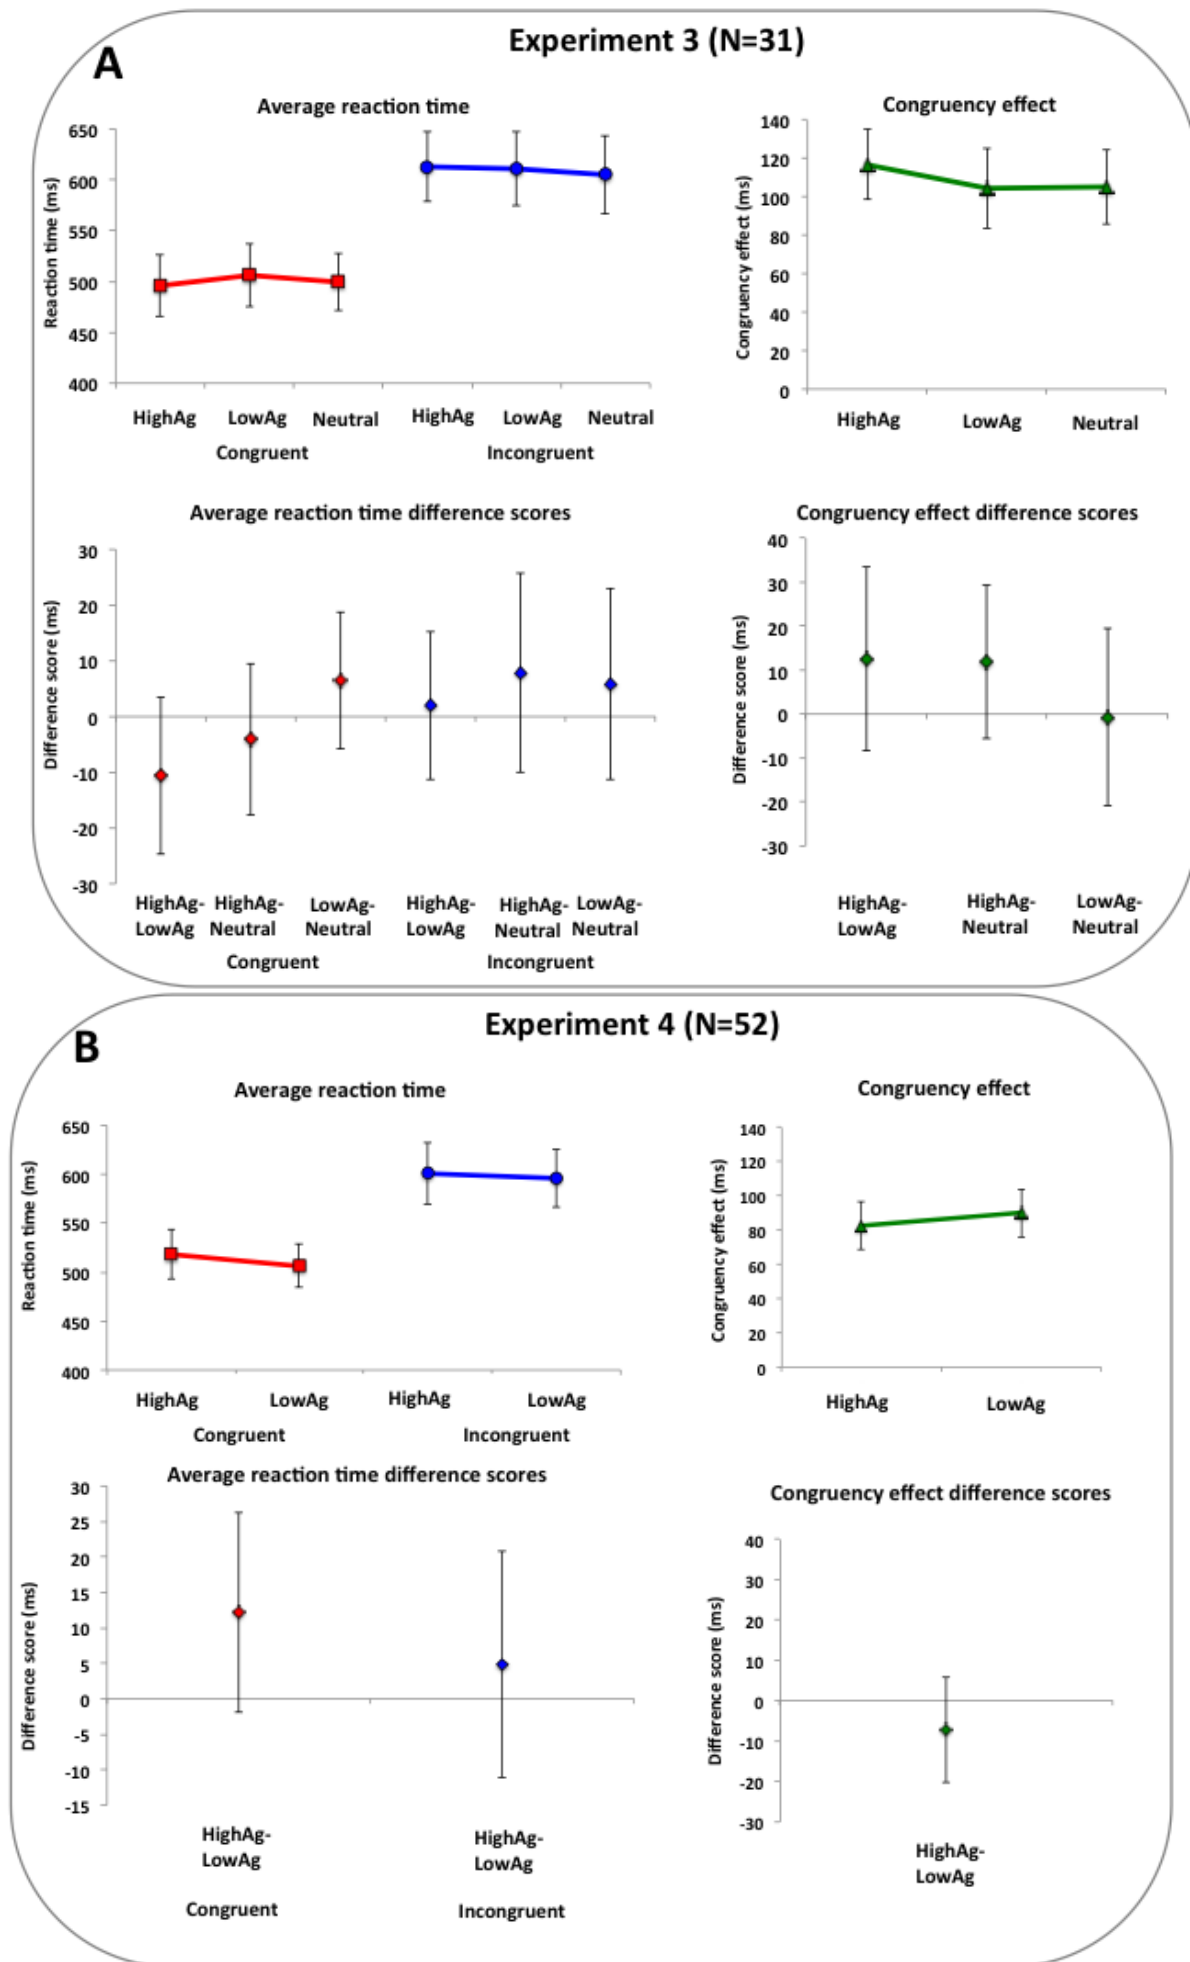 A
Experiment 3 (N=31)
Average reaction time
Reaction time (ms)
650
600
550
500
450
400
HighAg LowAg Neutral HighAg LowAg Neutral
Congruent Incongruent
Congruency effect
Congruency effect (ms)
140
120
100
80
60
40
20
0
HighAg LowAg Neutral
Average reaction time difference scores
Difference score (ms)
30
20
10
0
-10
-20
-30
HighAg- HighAg- LowAg- HighAg- HighAg- LowAg-
LowAg Neutral Neutral LowAg Neutral Neutral
Congruent Incongruent
Congruency effect difference scores
Difference score (ms)
40
30
20
10
0
-10
-20
-30
HighAg- HighAg- LowAg-
LowAg Neutral Neutral
B
Experiment 4 (N=52)
Average reaction time
Reaction time (ms)
650
600
550
500
450
400
HighAg LowAg HighAg LowAg
Congruent Incongruent
Congruency effect
Congruency effect (ms)
140
120
100
80
60
40
20
0
HighAg LowAg
Average reaction time difference scores
Difference score (ms)
30
25
20
15
10
5
0
-5
-10
-15
HighAg- HighAg-
LowAg LowAg
Congruent Incongruent
Congruency effect difference scores
Difference score (ms)
40
30
20
10
0
-10
-20
-30
HighAg-
LowAg